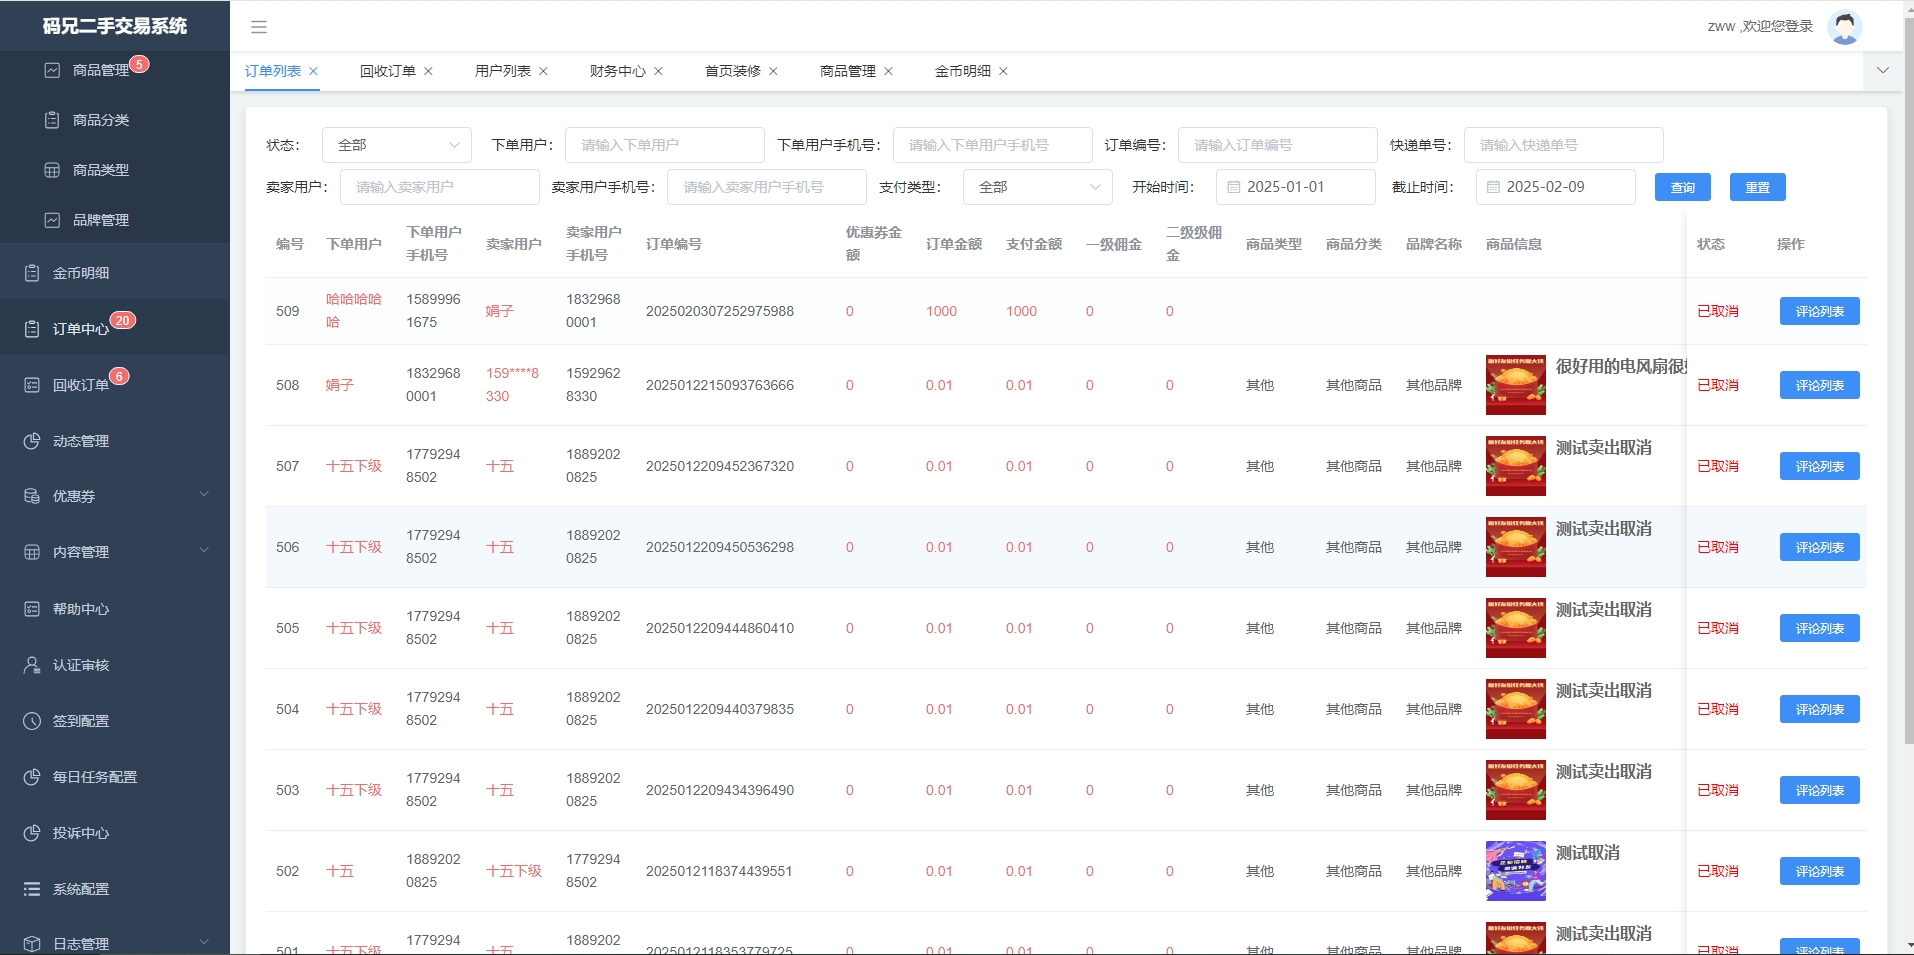 码兄二手交易系统
zww ,欢迎您登录
商品管理 5
商品分类
商品类型
品牌管理
金币明细
订单中心 20
回收订单 6
动态管理
优惠券
内容管理
帮助中心
认证审核
签到配置
每日任务配置
投诉中心
系统配置
日志管理
订单列表 × 回收订单 × 用户列表 × 财务中心 × 首页装修 × 商品管理 × 金币明细 ×
状态: 全部 下单用户: 请输入下单用户 下单用户手机号: 请输入下单用户手机号 订单编号: 请输入订单编号 快递单号: 请输入快递单号
卖家用户: 请输入卖家用户 卖家用户手机号: 请输入卖家用户手机号 支付类型: 全部 开始时间: 2025-01-01 截止时间: 2025-02-09 查询 重置
编号 下单用户 下单用户手机号 卖家用户 卖家用户手机号 订单编号 优惠券金额 订单金额 支付金额 一级佣金 二级级佣金 商品类型 商品分类 品牌名称 商品信息 状态 操作
509 哈哈哈哈哈 15899961675 娟子 18329680001 2025020307252975988 0 1000 1000 0 0 已取消 评论列表
508 娟子 18329680001 159****8330 15929628330 2025012215093763666 0 0.01 0.01 0 0 其他 其他商品 其他品牌 很好用的电风扇很 已取消 评论列表
507 十五下级 17792948502 十五 18892020825 2025012209452367320 0 0.01 0.01 0 0 其他 其他商品 其他品牌 测试卖出取消 已取消 评论列表
506 十五下级 17792948502 十五 18892020825 2025012209450536298 0 0.01 0.01 0 0 其他 其他商品 其他品牌 测试卖出取消 已取消 评论列表
505 十五下级 17792948502 十五 18892020825 2025012209444860410 0 0.01 0.01 0 0 其他 其他商品 其他品牌 测试卖出取消 已取消 评论列表
504 十五下级 17792948502 十五 18892020825 2025012209440379835 0 0.01 0.01 0 0 其他 其他商品 其他品牌 测试卖出取消 已取消 评论列表
503 十五下级 17792948502 十五 18892020825 2025012209434396490 0 0.01 0.01 0 0 其他 其他商品 其他品牌 测试卖出取消 已取消 评论列表
502 十五 18892020825 十五下级 17792948502 2025012118374439551 0 0.01 0.01 0 0 其他 其他商品 其他品牌 测试取消 已取消 评论列表
501 十五下级 1779294 十五 1889202 2025012118353779725 0 0.01 0.01 0 0 其他 其他商品 其他品牌 测试卖出取消 已取消 评论列表